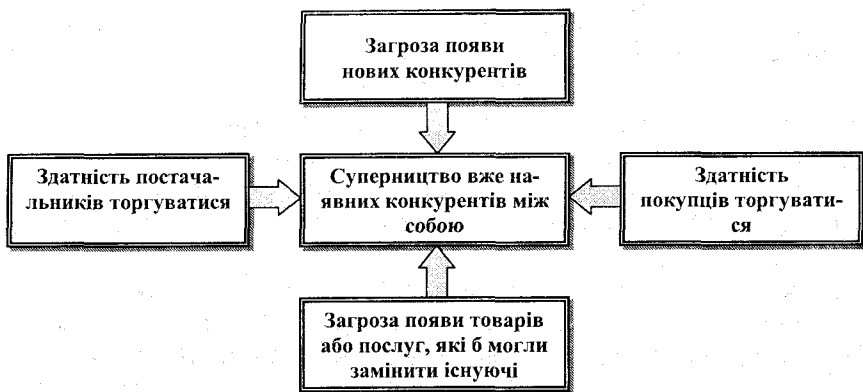 Загроза появи
нових конкурентів
Здатність постача-
льників торгуватися
Суперництво вже на-
явних конкурентів між
собою
Здатність
покупців торгувати-
ся
Загроза появи товарів
або послуг, які б могли
замінити існуючі